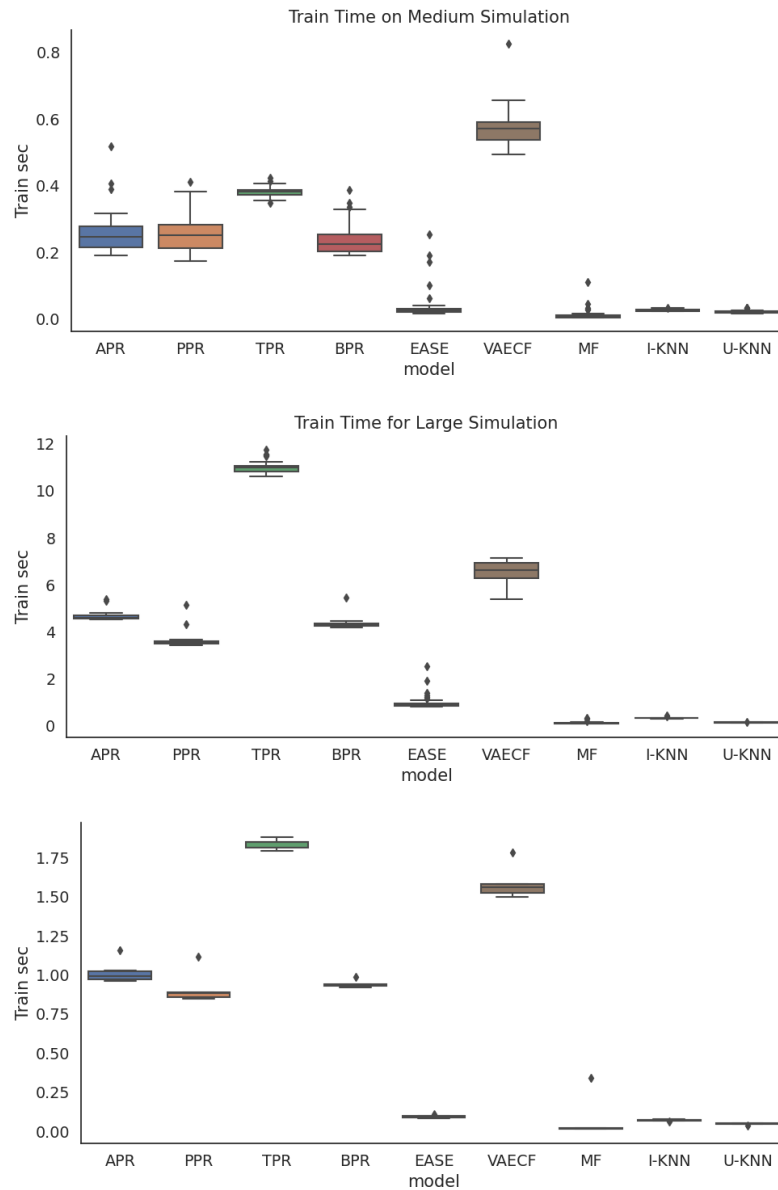 Train Time on Medium Simulation
Train sec
0.8
0.6
0.4
0.2
0.0
APR PPR TPR BPR EASE VAECF MF I-KNN U-KNN
model
Train Time for Large Simulation
Train sec
12
10
8
6
4
2
0
APR PPR TPR BPR EASE VAECF MF I-KNN U-KNN
model
Train sec
1.75
1.50
1.25
1.00
0.75
0.50
0.25
0.00
APR PPR TPR BPR EASE VAECF MF I-KNN U-KNN
model